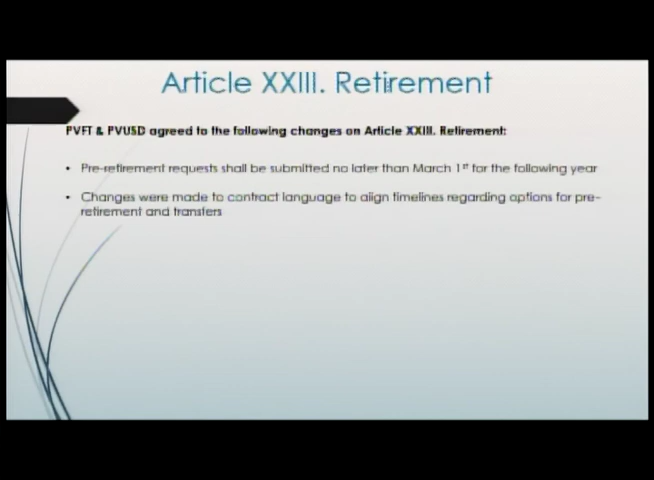 Article XXIII. Retirement
PVFT & PVUSD agreed to the following changes on Article XXIII. Retirement:
• Pre-retirement requests shall be submitted no later than March 1st for the following year
• Changes were made to contract language to align timelines regarding options for pre-
retirement and transfers